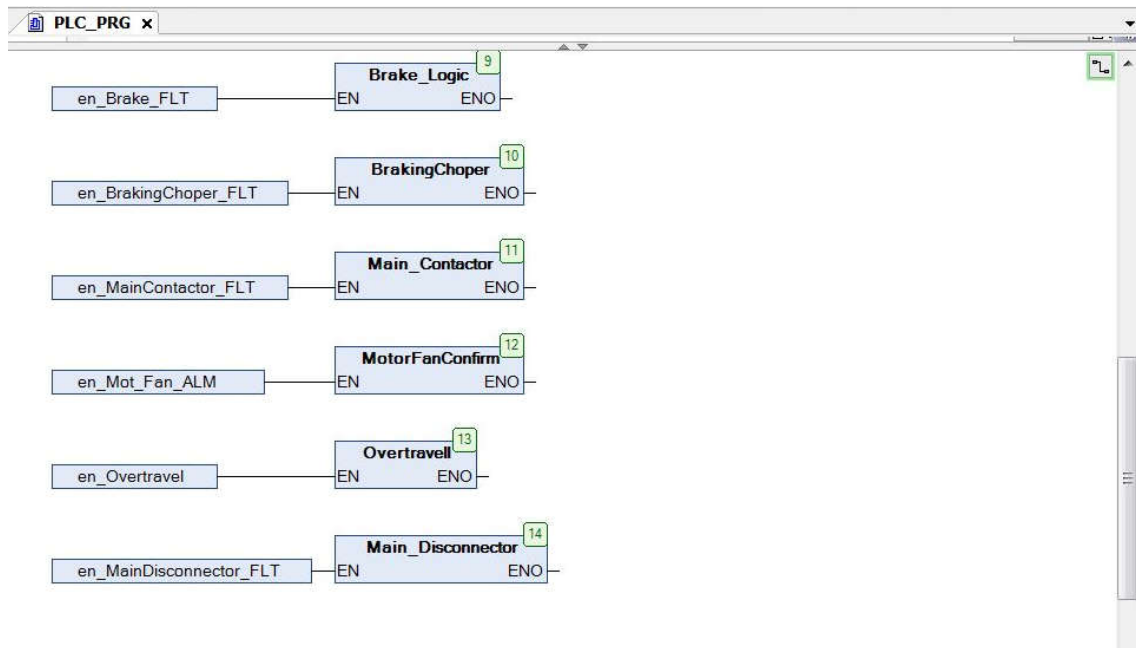 PLC_PRG x
9
Brake_Logic
en_Brake_FLT EN ENO
10
BrakingChoper
en_BrakingChoper_FLT EN ENO
11
Main_Contactor
en_MainContactor_FLT EN ENO
12
MotorFanConfirm
en_Mot_Fan_ALM EN ENO
13
Overtravell
en_Overtravel EN ENO
14
Main_Disconnector
en_MainDisconnector_FLT EN ENO